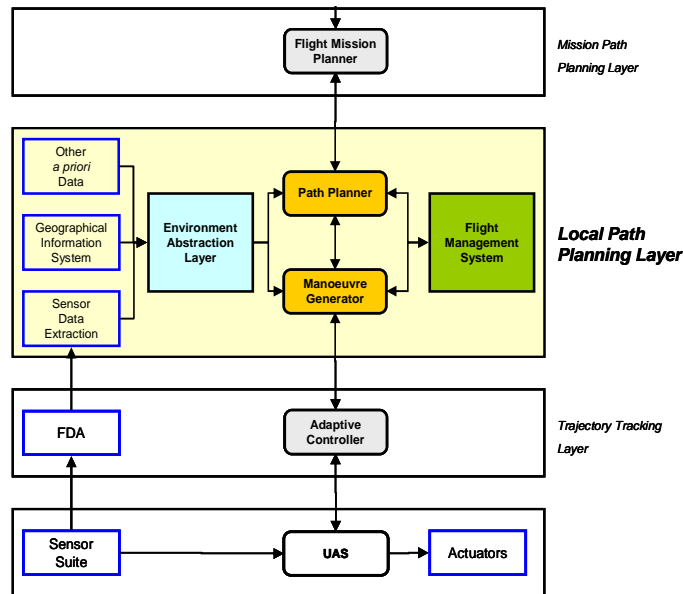 Flight Mission
Planner
Mission Path
Planning Layer
Other
a priori
Data
Geographical
Information
System
Sensor
Data
Extraction
Environment
Abstraction
Layer
Path Planner
Manoeuvre
Generator
Flight
Management
System
Local Path
Planning Layer
FDA
Adaptive
Controller
Trajectory Tracking
Layer
Sensor
Suite
UAS
Actuators